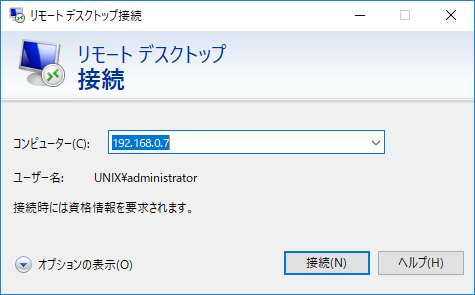 リモート デスクトップ接続
リモート デスクトップ
接続
コンピューター(C): 192.168.0.7
ユーザー名: UNIX¥administrator
接続時には資格情報を要求されます。
オプションの表示(O) 接続(N) ヘルプ(H)